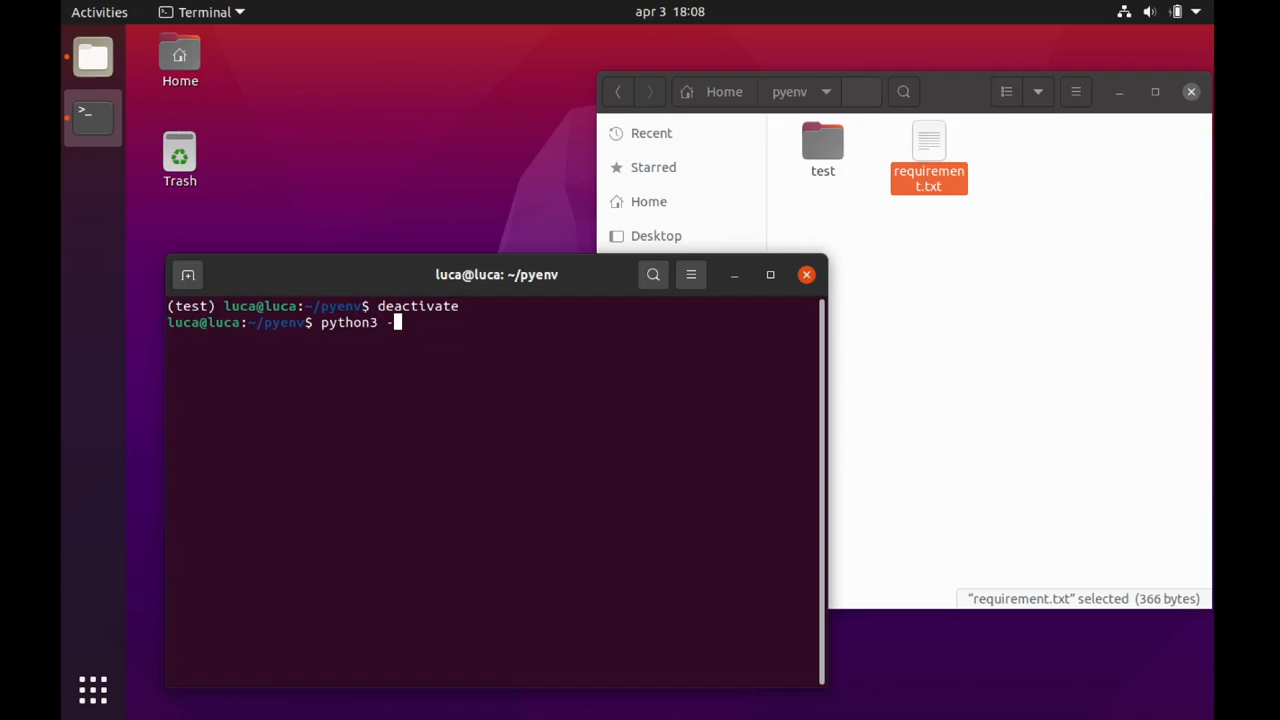 Activities
Terminal
apr 3 18:08
Home
Trash
Home
pyenv
Recent
Starred
Home
Desktop
test
requiremen
t.txt
luca@luca: ~/pyenv
(test) luca@luca:~/pyenv$ deactivate
luca@luca:~/pyenv$ python3 -
>_
"requirement.txt" selected (366 bytes)